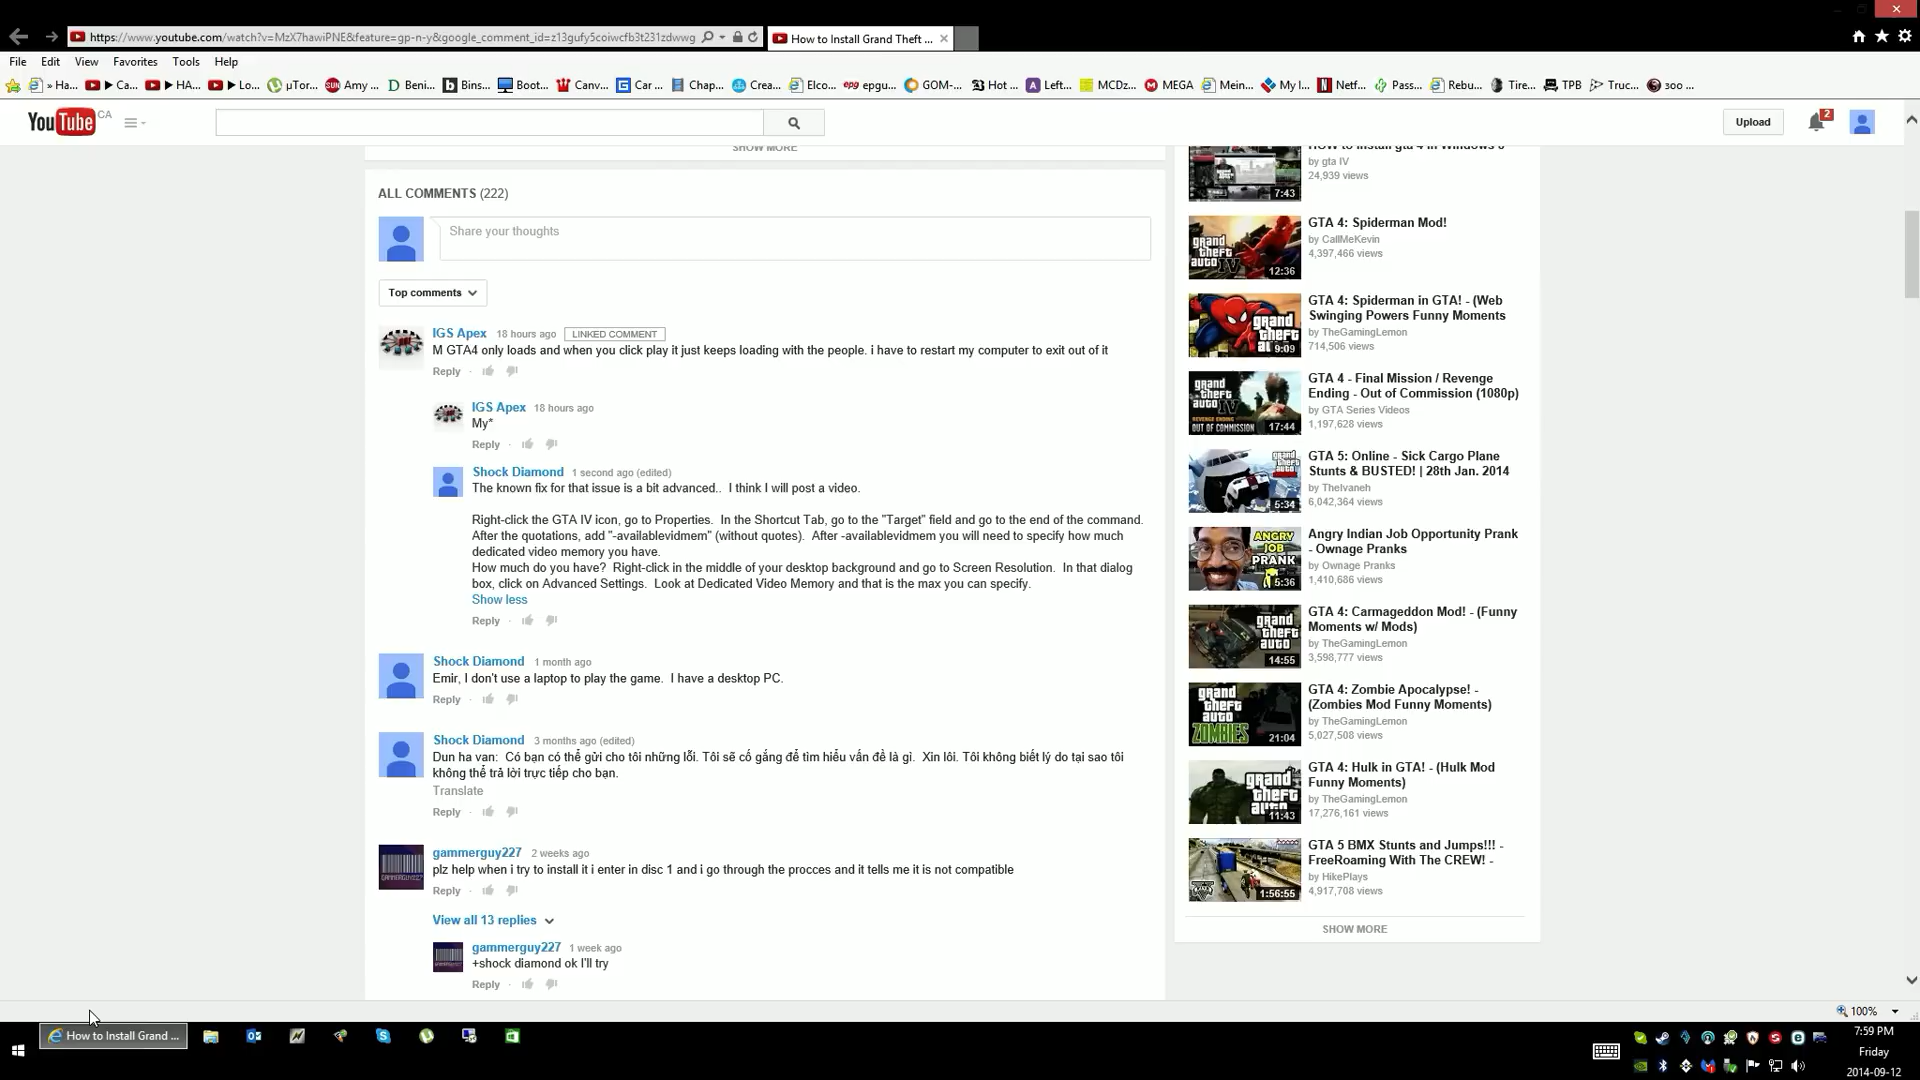 https://www.youtube.com/watch?v=MzX7hawiPNE&feature=gp-n-y&google_comment_id=z13gufy5coiwcfb3t231zdwwg
How to Install Grand Theft ...
File Edit View Favorites Tools Help
» Ha... ► Ca... ► HA... ► Lo... µTor... Amy ... Beni... Bins... Boot... Canv... Car ... Chap... Crea... Elco... epgu... GOM-... Hot ... Left... MCDz... MEGA Mein... My l... Netf... Pass... Rebu... Tire... TPB Truc... 3oo ...
YouTube CA
Upload
2
SHOW MORE
ALL COMMENTS (222)
Share your thoughts
Top comments
IGS Apex 18 hours ago LINKED COMMENT
M GTA4 only loads and when you click play it just keeps loading with the people. i have to restart my computer to exit out of it
Reply
IGS Apex 18 hours ago
My*
Reply
Shock Diamond 1 second ago (edited)
The known fix for that issue is a bit advanced.. I think I will post a video.
Right-click the GTA IV icon, go to Properties. In the Shortcut Tab, go to the "Target" field and go to the end of the command.
After the quotations, add "-availablevidmem" (without quotes). After -availablevidmem you will need to specify how much
dedicated video memory you have.
How much do you have? Right-click in the middle of your desktop background and go to Screen Resolution. In that dialog
box, click on Advanced Settings. Look at Dedicated Video Memory and that is the max you can specify.
Show less
Reply
Shock Diamond 1 month ago
Emir, I don't use a laptop to play the game. I have a desktop PC.
Reply
Shock Diamond 3 months ago (edited)
Dun ha van: Có bạn có thể gửi cho tôi những lỗi. Tôi sẽ cố gắng để tìm hiểu vấn đề là gì. Xin lỗi. Tôi không biết lý do tại sao tôi
không thể trả lời trực tiếp cho bạn.
Translate
Reply
gammerguy227 2 weeks ago
plz help when i try to install it i enter in disc 1 and i go through the procces and it tells me it is not compatible
Reply
View all 13 replies
gammerguy227 1 week ago
+shock diamond ok I'll try
Reply
HOW to install gta 4 in Windows 8
by gta IV
24,939 views
7:43
GTA 4: Spiderman Mod!
by CallMeKevin
4,397,466 views
12:36
GTA 4: Spiderman in GTA! - (Web
Swinging Powers Funny Moments
by TheGamingLemon
714,506 views
9:09
GTA 4 - Final Mission / Revenge
Ending - Out of Commission (1080p)
by GTA Series Videos
1,197,628 views
OUT OF COMMISSION 17:44
GTA 5: Online - Sick Cargo Plane
Stunts & BUSTED! | 28th Jan. 2014
by Thelvaneh
6,042,364 views
5:34
Angry Indian Job Opportunity Prank
- Ownage Pranks
by Ownage Pranks
1,410,686 views
ANGRY JOB PRANK 5:36
GTA 4: Carmageddon Mod! - (Funny
Moments w/ Mods)
by TheGamingLemon
3,598,777 views
14:55
GTA 4: Zombie Apocalypse! -
(Zombies Mod Funny Moments)
by TheGamingLemon
5,027,508 views
grand theft auto ZOMBIES 21:04
GTA 4: Hulk in GTA! - (Hulk Mod
Funny Moments)
by TheGamingLemon
17,276,161 views
11:43
GTA 5 BMX Stunts and Jumps!!! -
FreeRoaming With The CREW! -
by HikePlays
4,917,708 views
1:56:55
SHOW MORE
100%
How to Install Grand ...
7:59 PM
Friday
2014-09-12